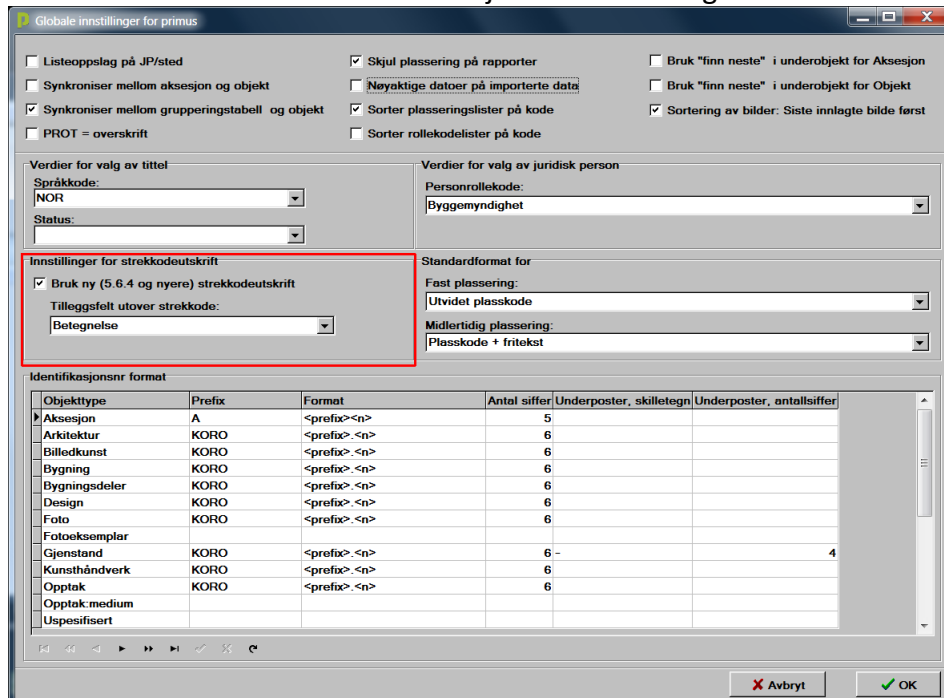 Globale innstillinger for primus
Listeoppslag på JP/sted
Skjul plassering på rapporter
Bruk "finn neste" i underobjekt for Aksesjon
Synkroniser mellom aksesjon og objekt
Nøyaktige datoer på importerte data
Bruk "finn neste" i underobjekt for Objekt
Synkroniser mellom grupperingstabell og objekt
Sorter plasseringslister på kode
Sortering av bilder: Siste innlagte bilde først
PROT = overskrift
Sorter rollekodelister på kode
Verdier for valg av tittel
Språkkode:
NOR
Status:
Verdier for valg av juridisk person
Personrollekode:
Byggemyndighet
Innstillinger for strekkodeutskrift
Bruk ny (5.6.4 og nyere) strekkodeutskrift
Tilleggsfelt utover strekkode:
Betegnelse
Standardformat for
Fast plassering:
Utvidet plasskode
Midlertidig plassering:
Plasskode + fritekst
Identifikasjonsnr format
Objekttype Prefix Format Antal siffer Underposter, skilletegn Underposter, antallsiffer
Aksesjon A <prefix><n> 5
Arkitektur KORO <prefix>.<n> 6
Billedkunst KORO <prefix>.<n> 6
Bygning KORO <prefix>.<n> 6
Bygningsdeler KORO <prefix>.<n> 6
Design KORO <prefix>.<n> 6
Foto KORO <prefix>.<n> 6
Fotoeksemplar
Gjenstand KORO <prefix>.<n> 6 - 4
Kunsthåndverk KORO <prefix>.<n> 6
Opptak KORO <prefix>.<n> 6
Opptak:medium
Uspesifisert
Avbryt
OK